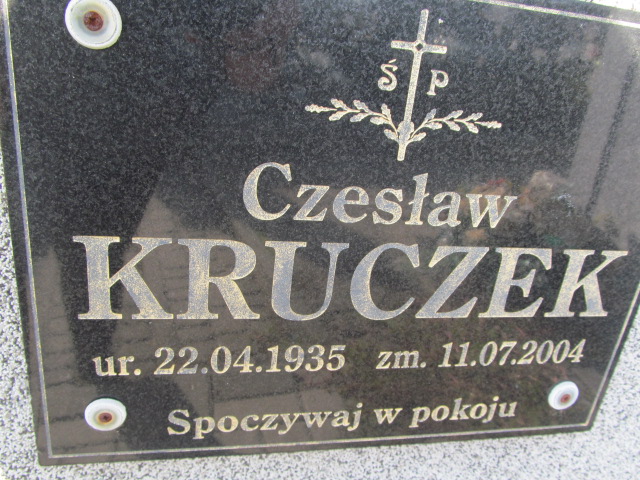 Ś P
Czesław
KRUCZEK
ur. 22.04.1935 zm. 11.07.2004
Spoczywaj w pokoju